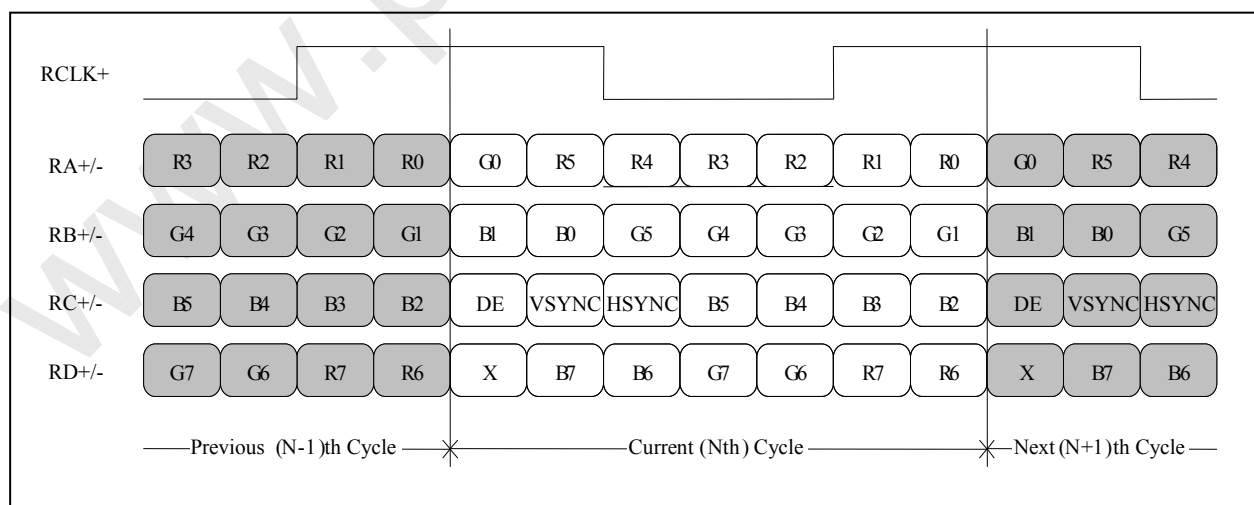 RCLK+
RA+/- R3 R2 R1 R0 G0 R5 R4 R3 R2 R1 R0 G0 R5 R4
RB+/- G4 G3 G2 G1 B1 B0 G5 G4 G3 G2 G1 B1 B0 G5
RC+/- B5 B4 B3 B2 DE VSYNC HSYNC B5 B4 B3 B2 DE VSYNC HSYNC
RD+/- G7 G6 R7 R6 X B7 B6 G7 G6 R7 R6 X B7 B6
Previous (N-1)th Cycle Current (Nth) Cycle Next (N+1)th Cycle
www.p